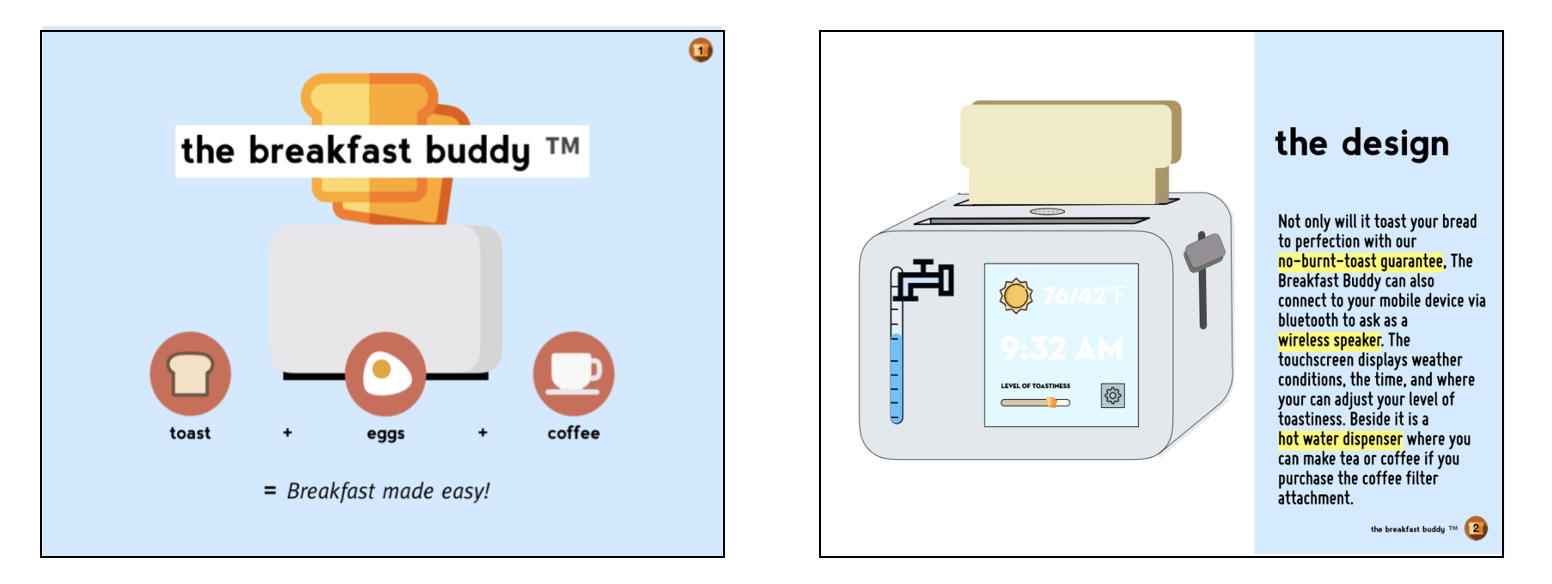 1
the breakfast buddy ™
toast + eggs + coffee
= Breakfast made easy!
76/42°F
9:32 AM
LEVEL OF TOASTINESS
the design
Not only will it toast your bread
to perfection with our
no-burnt-toast guarantee, The
Breakfast Buddy can also
connect to your mobile device via
bluetooth to ask as a
wireless speaker. The
touchscreen displays weather
conditions, the time, and where
your can adjust your level of
toastiness. Beside it is a
hot water dispenser where you
can make tea or coffee if you
purchase the coffee filter
attachment.
the breakfast buddy ™ 2